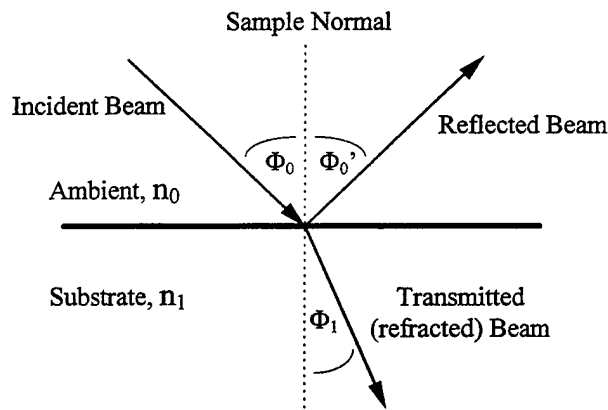 Sample Normal
Incident Beam
Reflected Beam
Φ₀ Φ₀’
Ambient, n₀
Substrate, n₁
Φ₁
Transmitted
(refracted) Beam